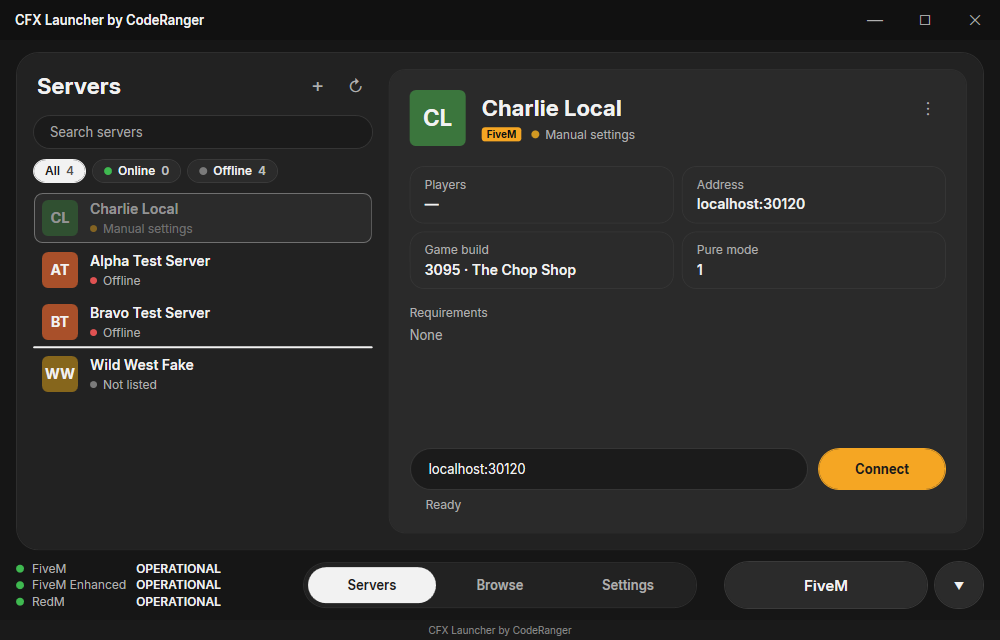 CFX Launcher by CodeRanger
Servers
Search servers
All 4
Online 0
Offline 4
CL
Charlie Local
Manual settings
AT
Alpha Test Server
Offline
BT
Bravo Test Server
Offline
WW
Wild West Fake
Not listed
CL
Charlie Local
FiveM
Manual settings
Players
—
Address
localhost:30120
Game build
3095 · The Chop Shop
Pure mode
1
Requirements
None
localhost:30120
Connect
Ready
FiveM OPERATIONAL
FiveM Enhanced OPERATIONAL
RedM OPERATIONAL
Servers
Browse
Settings
FiveM
CFX Launcher by CodeRanger